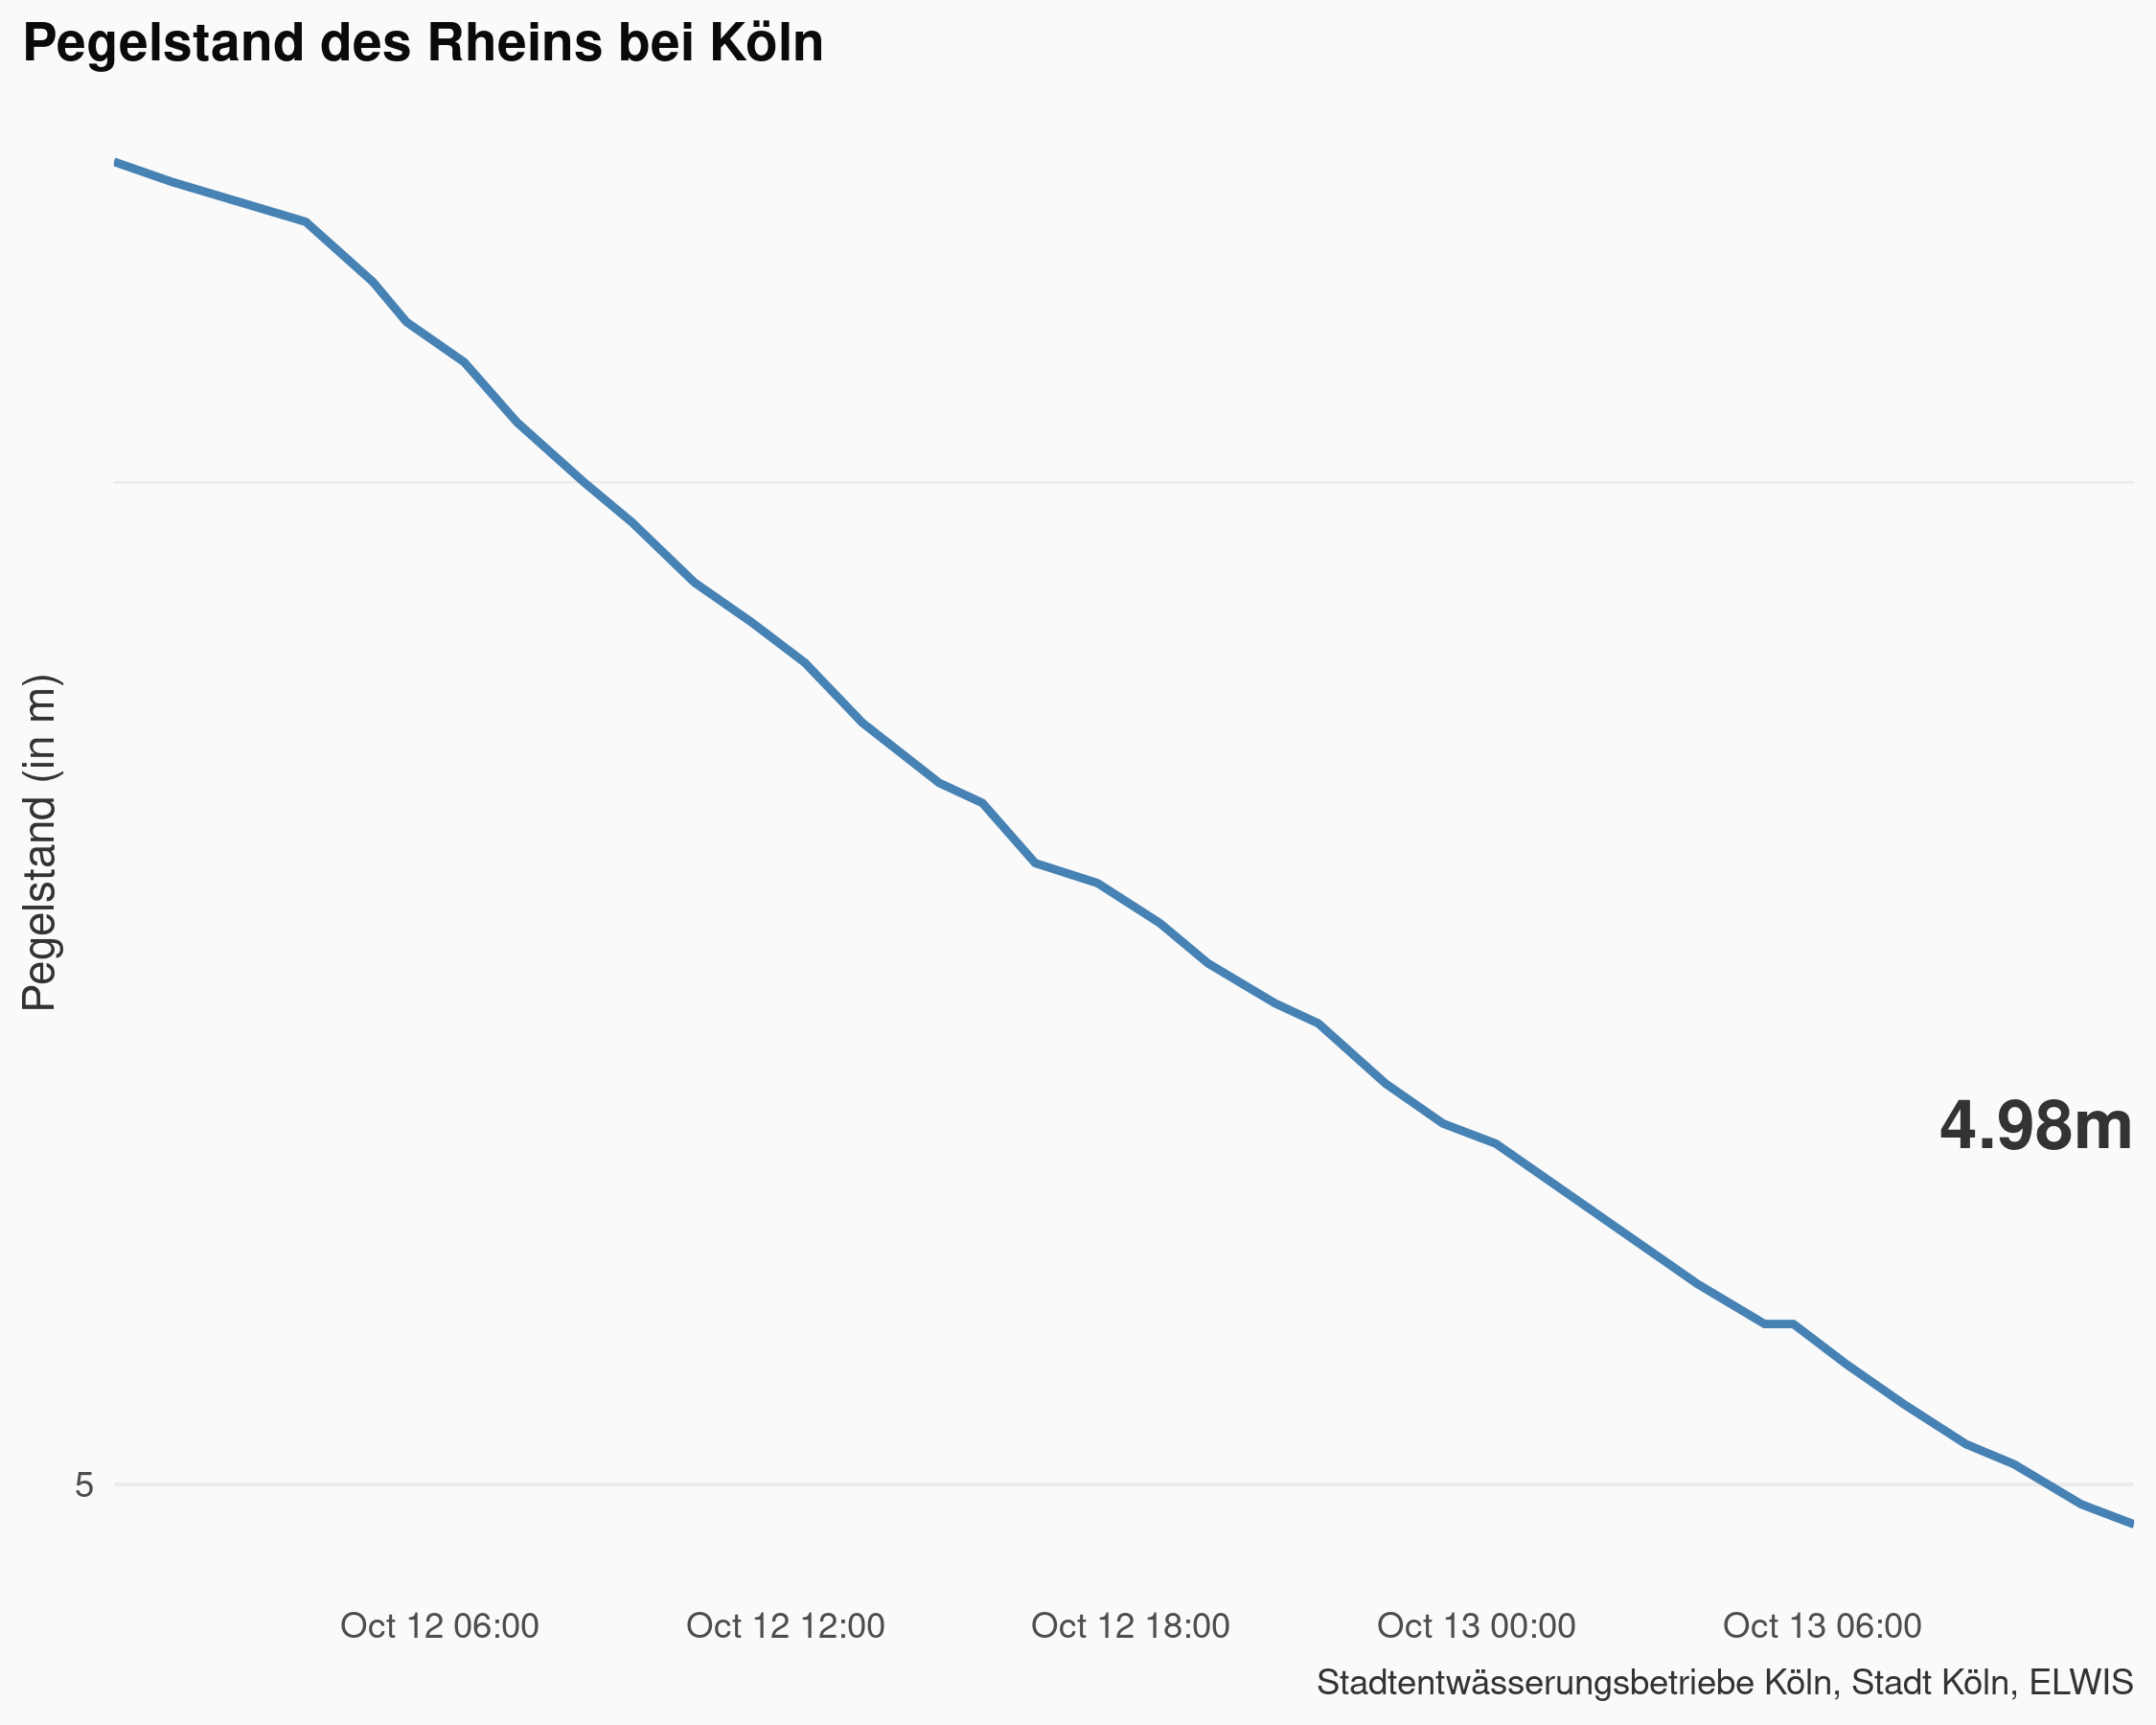 Pegelstand des Rheins bei Köln
Pegelstand (in m)
4.98m
5
Oct 12 06:00 Oct 12 12:00 Oct 12 18:00 Oct 13 00:00 Oct 13 06:00
Stadtentwässerungsbetriebe Köln, Stadt Köln, ELWIS